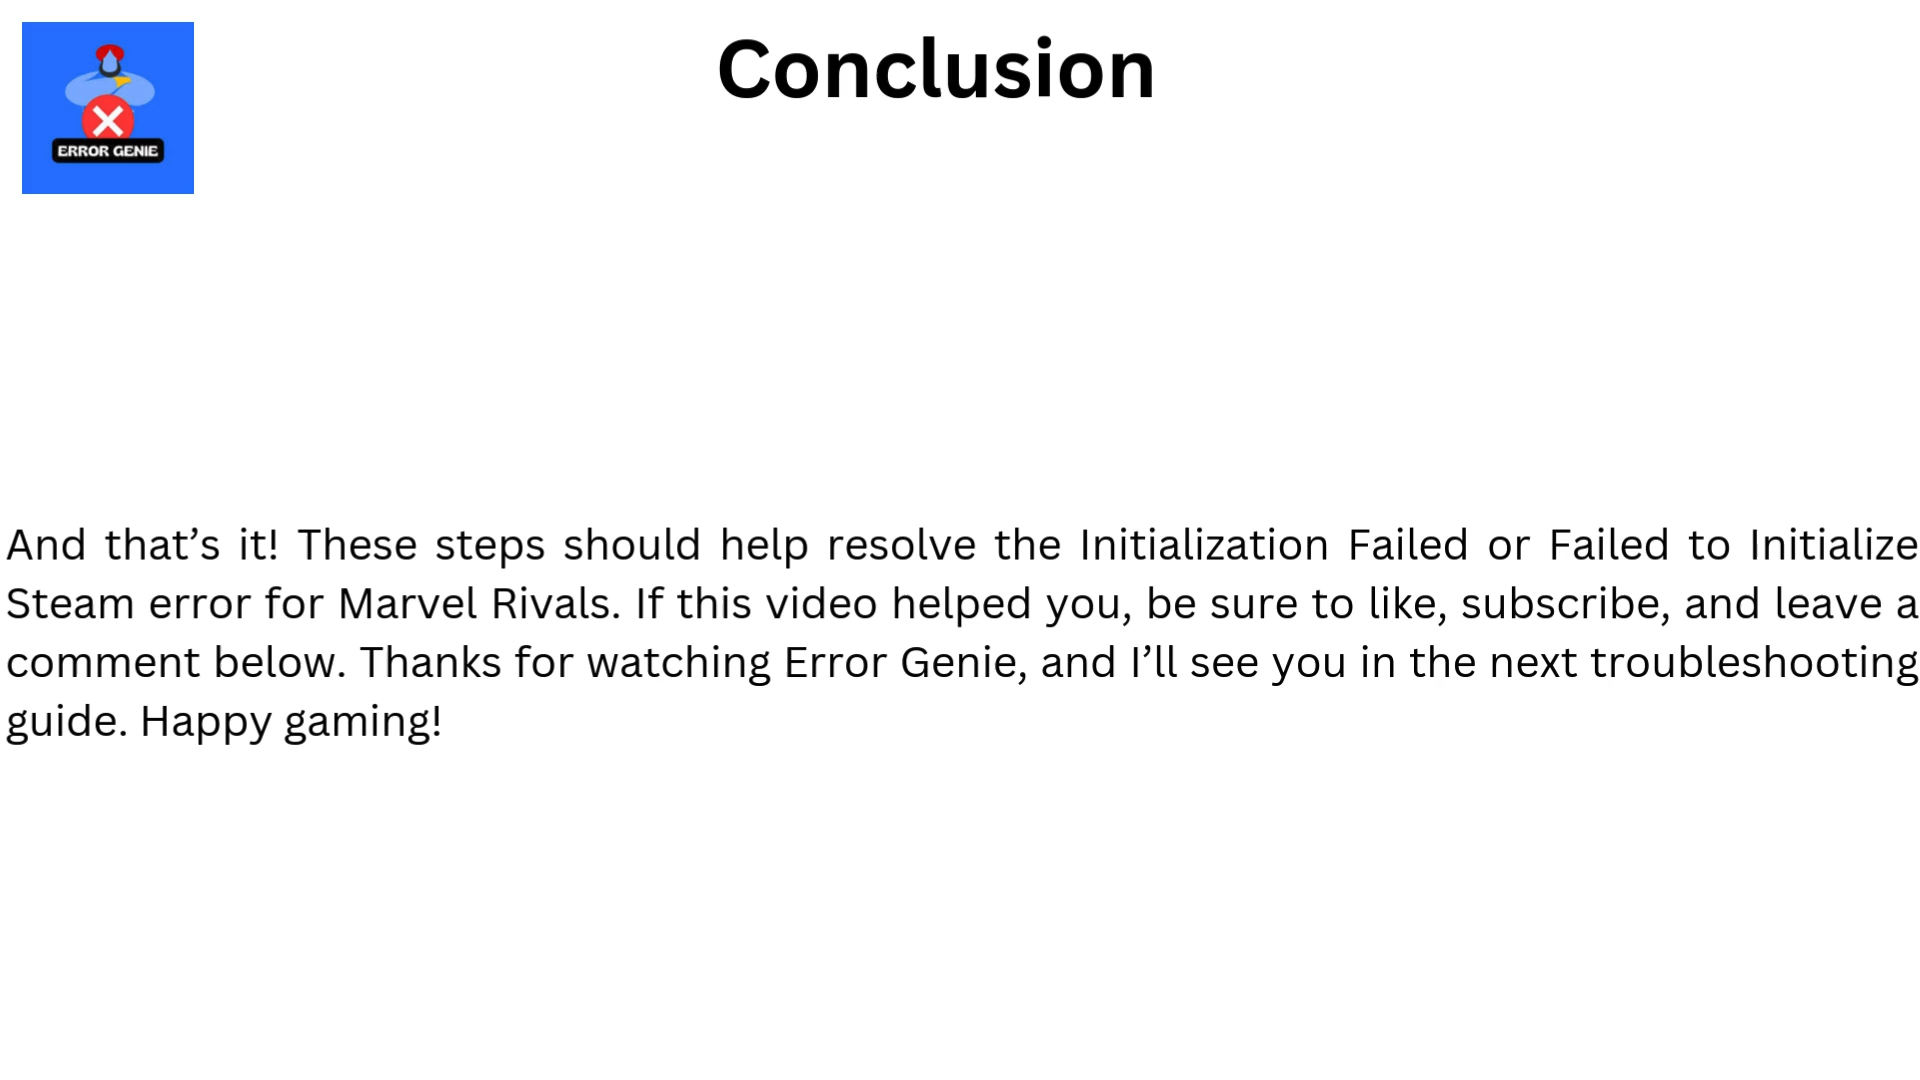 ERROR GENIE
Conclusion
And that’s it! These steps should help resolve the Initialization Failed or Failed to Initialize
Steam error for Marvel Rivals. If this video helped you, be sure to like, subscribe, and leave a
comment below. Thanks for watching Error Genie, and I’ll see you in the next troubleshooting
guide. Happy gaming!